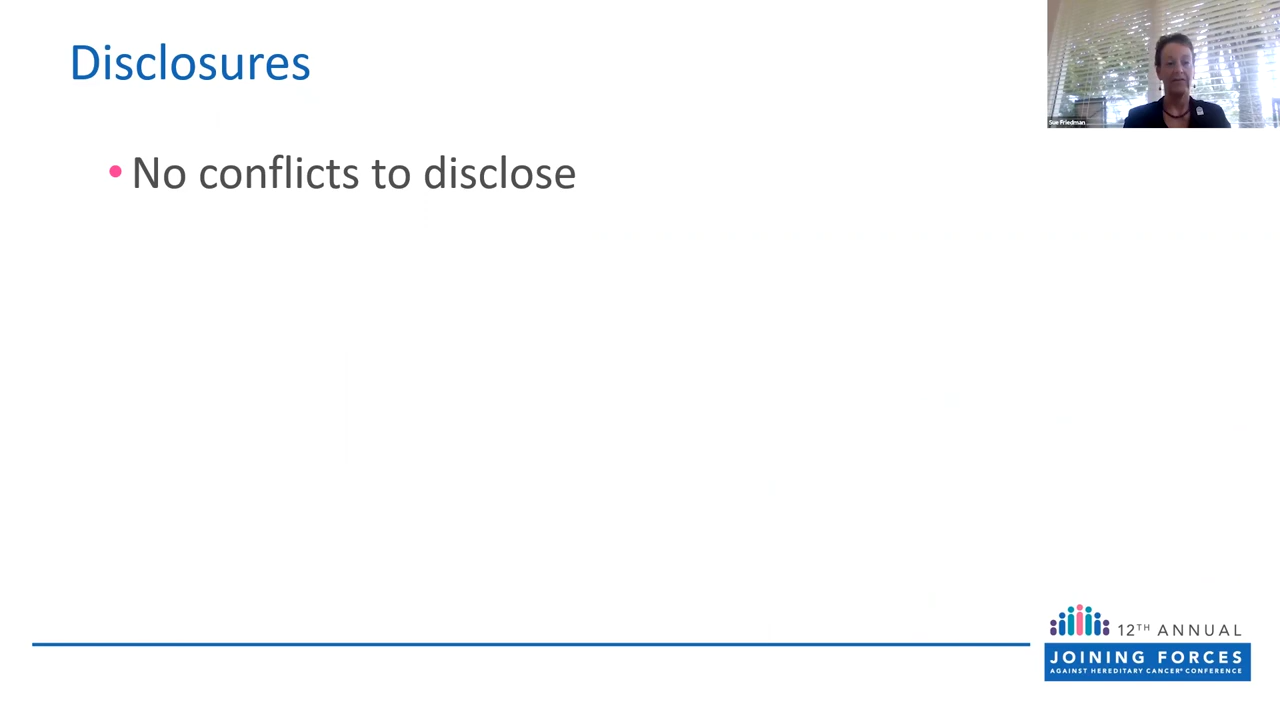 Disclosures
• No conflicts to disclose
Sue Friedman
12TH ANNUAL
JOINING FORCES
AGAINST HEREDITARY CANCER® CONFERENCE